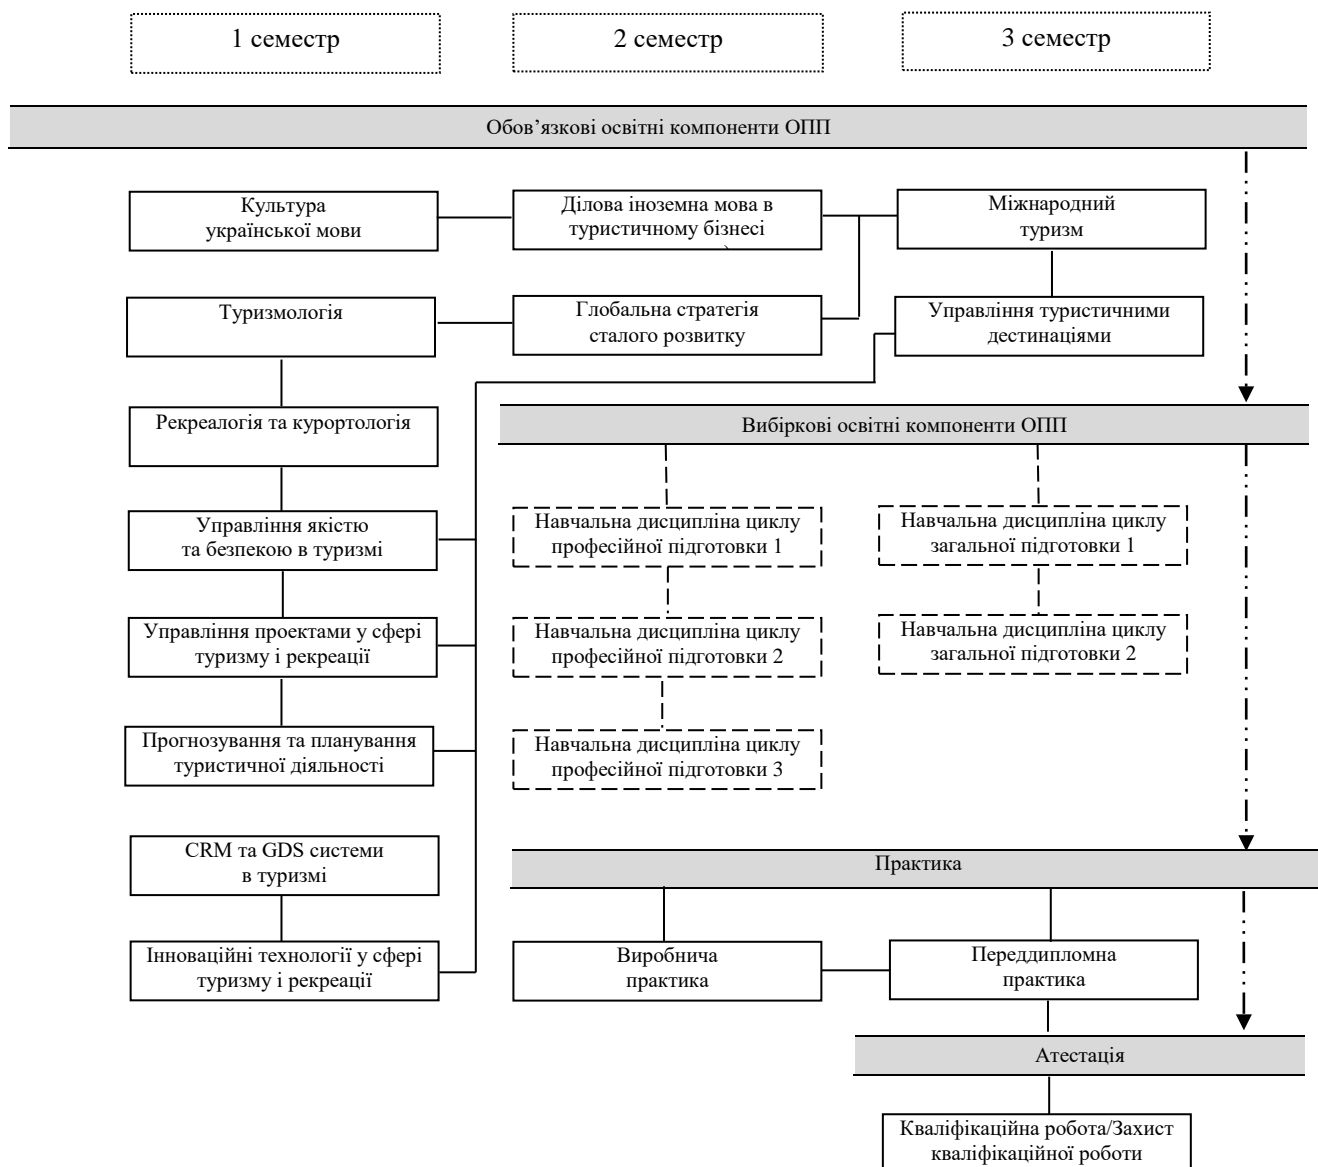 1 семестр
2 семестр
3 семестр
Обов’язкові освітні компоненти ОПП
Культура
української мови
Ділова іноземна мова в
туристичному бізнесі
Міжнародний
туризм
Туризмологія
Глобальна стратегія
сталого розвитку
Управління туристичними
дестинаціями
Рекреалогія та курортологія
Вибіркові освітні компоненти ОПП
Управління якістю
та безпекою в туризмі
Навчальна дисципліна циклу
професійної підготовки 1
Навчальна дисципліна циклу
загальної підготовки 1
Управління проектами у сфері
туризму і рекреації
Навчальна дисципліна циклу
професійної підготовки 2
Навчальна дисципліна циклу
загальної підготовки 2
Прогнозування та планування
туристичної діяльності
Навчальна дисципліна циклу
професійної підготовки 3
CRM та GDS системи
в туризмі
Практика
Інноваційні технології у сфері
туризму і рекреації
Виробнича
практика
Переддипломна
практика
Атестація
Кваліфікаційна робота/Захист
кваліфікаційної роботи